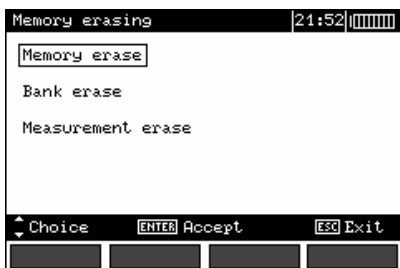 Memory erasing 21:52
Memory erase
Bank erase
Measurement erase
Choice ENTER Accept ESC Exit